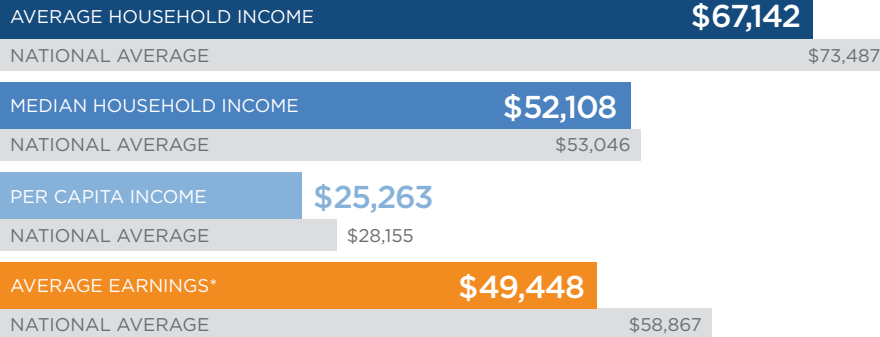 AVERAGE HOUSEHOLD INCOME $67,142
NATIONAL AVERAGE $73,487
MEDIAN HOUSEHOLD INCOME $52,108
NATIONAL AVERAGE $53,046
PER CAPITA INCOME $25,263
NATIONAL AVERAGE $28,155
AVERAGE EARNINGS* $49,448
NATIONAL AVERAGE $58,867